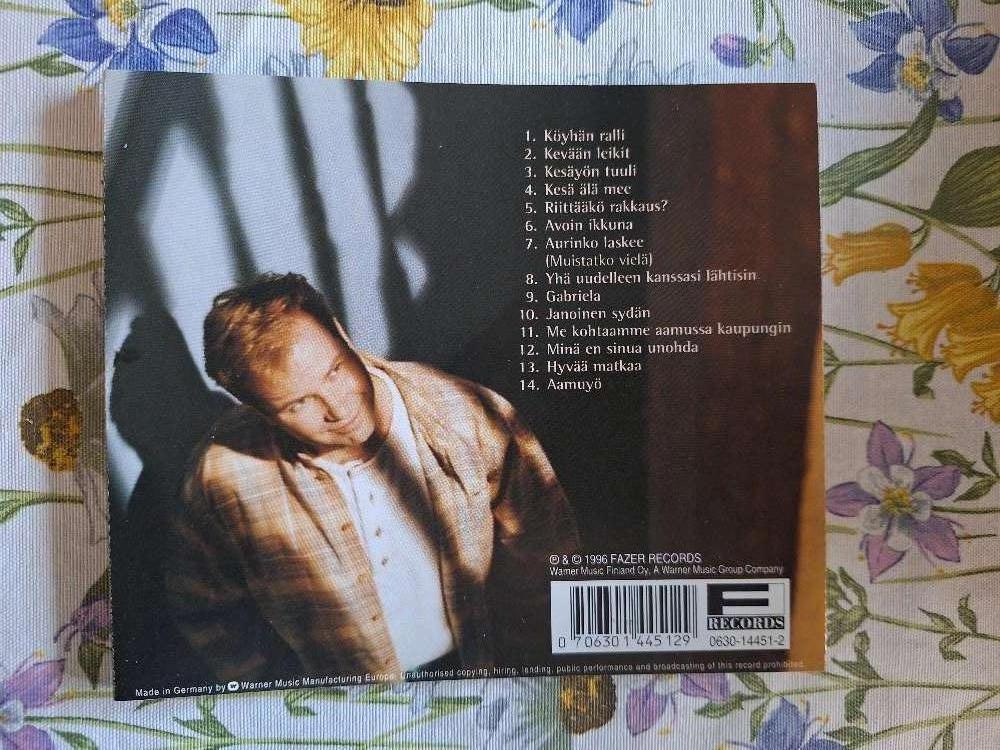 1. Köyhän ralli
2. Kevään leikit
3. Kesäyön tuuli
4. Kesä älä mee
5. Riittääkö rakkaus?
6. Avoin ikkuna
7. Aurinko laskee
(Muistatko vielä)
8. Yhä uudelleen kanssasi lähtisin
9. Gabriela
10. Janoinen sydän
11. Me kohtaamme aamussa kaupungin
12. Minä en sinua unohda
13. Hyvää matkaa
14. Aamuyö
℗ & © 1996 FAZER RECORDS
Warner Music Finland Oy, A Warner Music Group Company
F
RECORDS
0 70630 1 445129
0630-14451-2
Made in Germany by Warner Music Manufacturing Europe. Unauthorised copying, hiring, lending, public performance and broadcasting of this record prohibited.